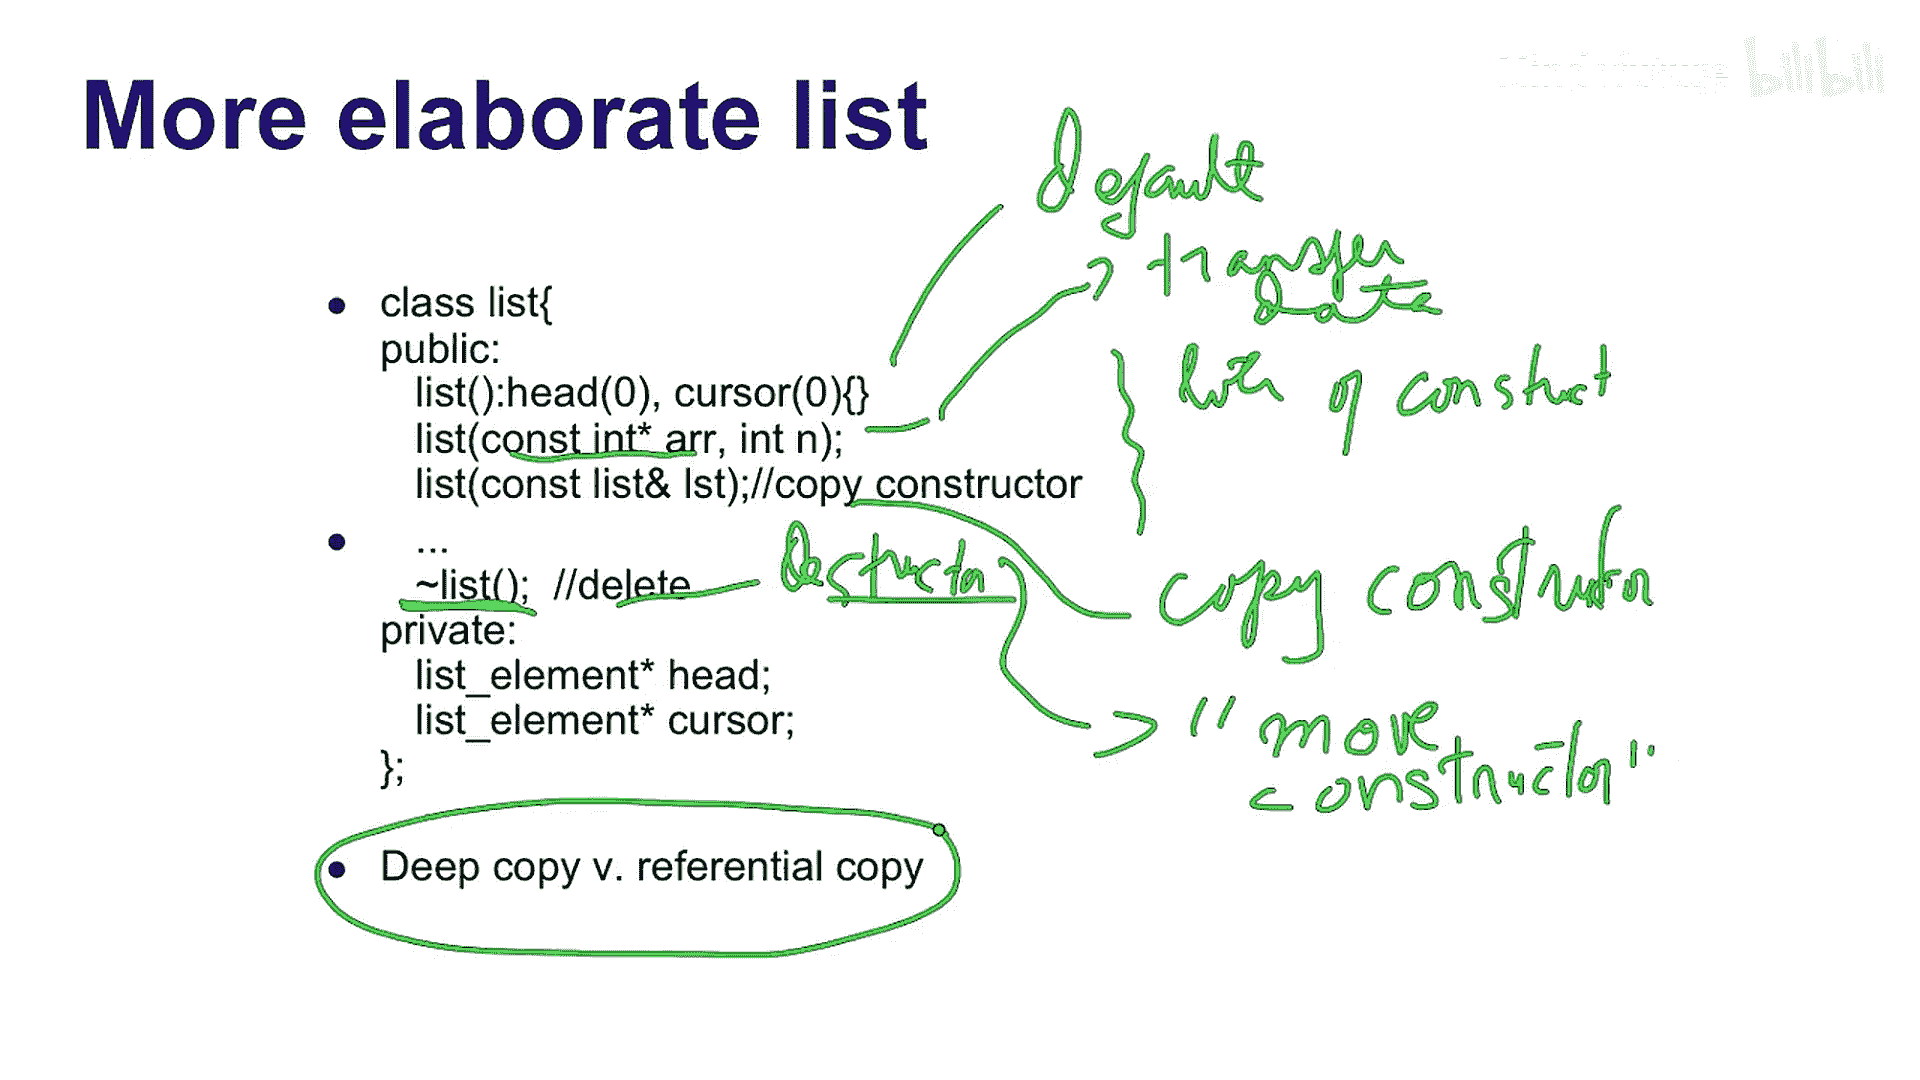 bilibili
More elaborate list
Default
transfer
data
• class list{
public:
list():head(0), cursor(0){}
list(const int* arr, int n);
list(const list& lst);//copy constructor
of construct
• ...
~list(); //delete
Destructor
copy constructor
private:
list_element* head;
list_element* cursor;
};
"move
constructor"
• Deep copy v. referential copy